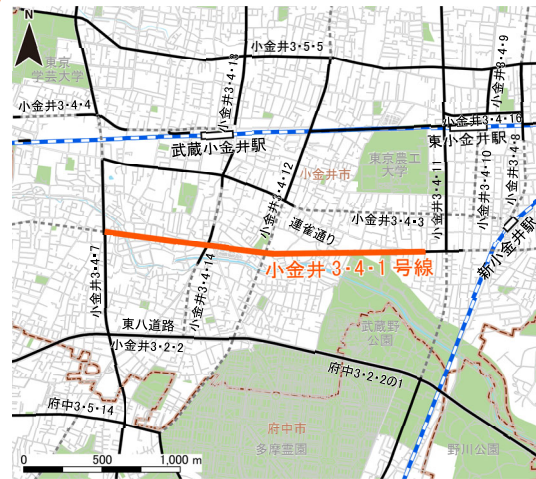 N
東京
学芸大学
小金井3・5・5
小金井3・4・13
小金井3・4・9
小金井3・4・4
小金井3・4・16
武蔵小金井駅
東小金井駅
小金井3・4・12
小金井市
東京農工
大学
小金井3・4・11
小金井3・4・10
小金井3・4・8
連雀通り
小金井3・4・3
新小金井駅
小金井3・4・7
小金井3・4・14
小金井3・4・1号線
東八道路
小金井3・2・2
武蔵野
公園
府中3・2・2の1
府中3・5・14
府中市
多摩霊園
野川公園
0 500 1,000 m